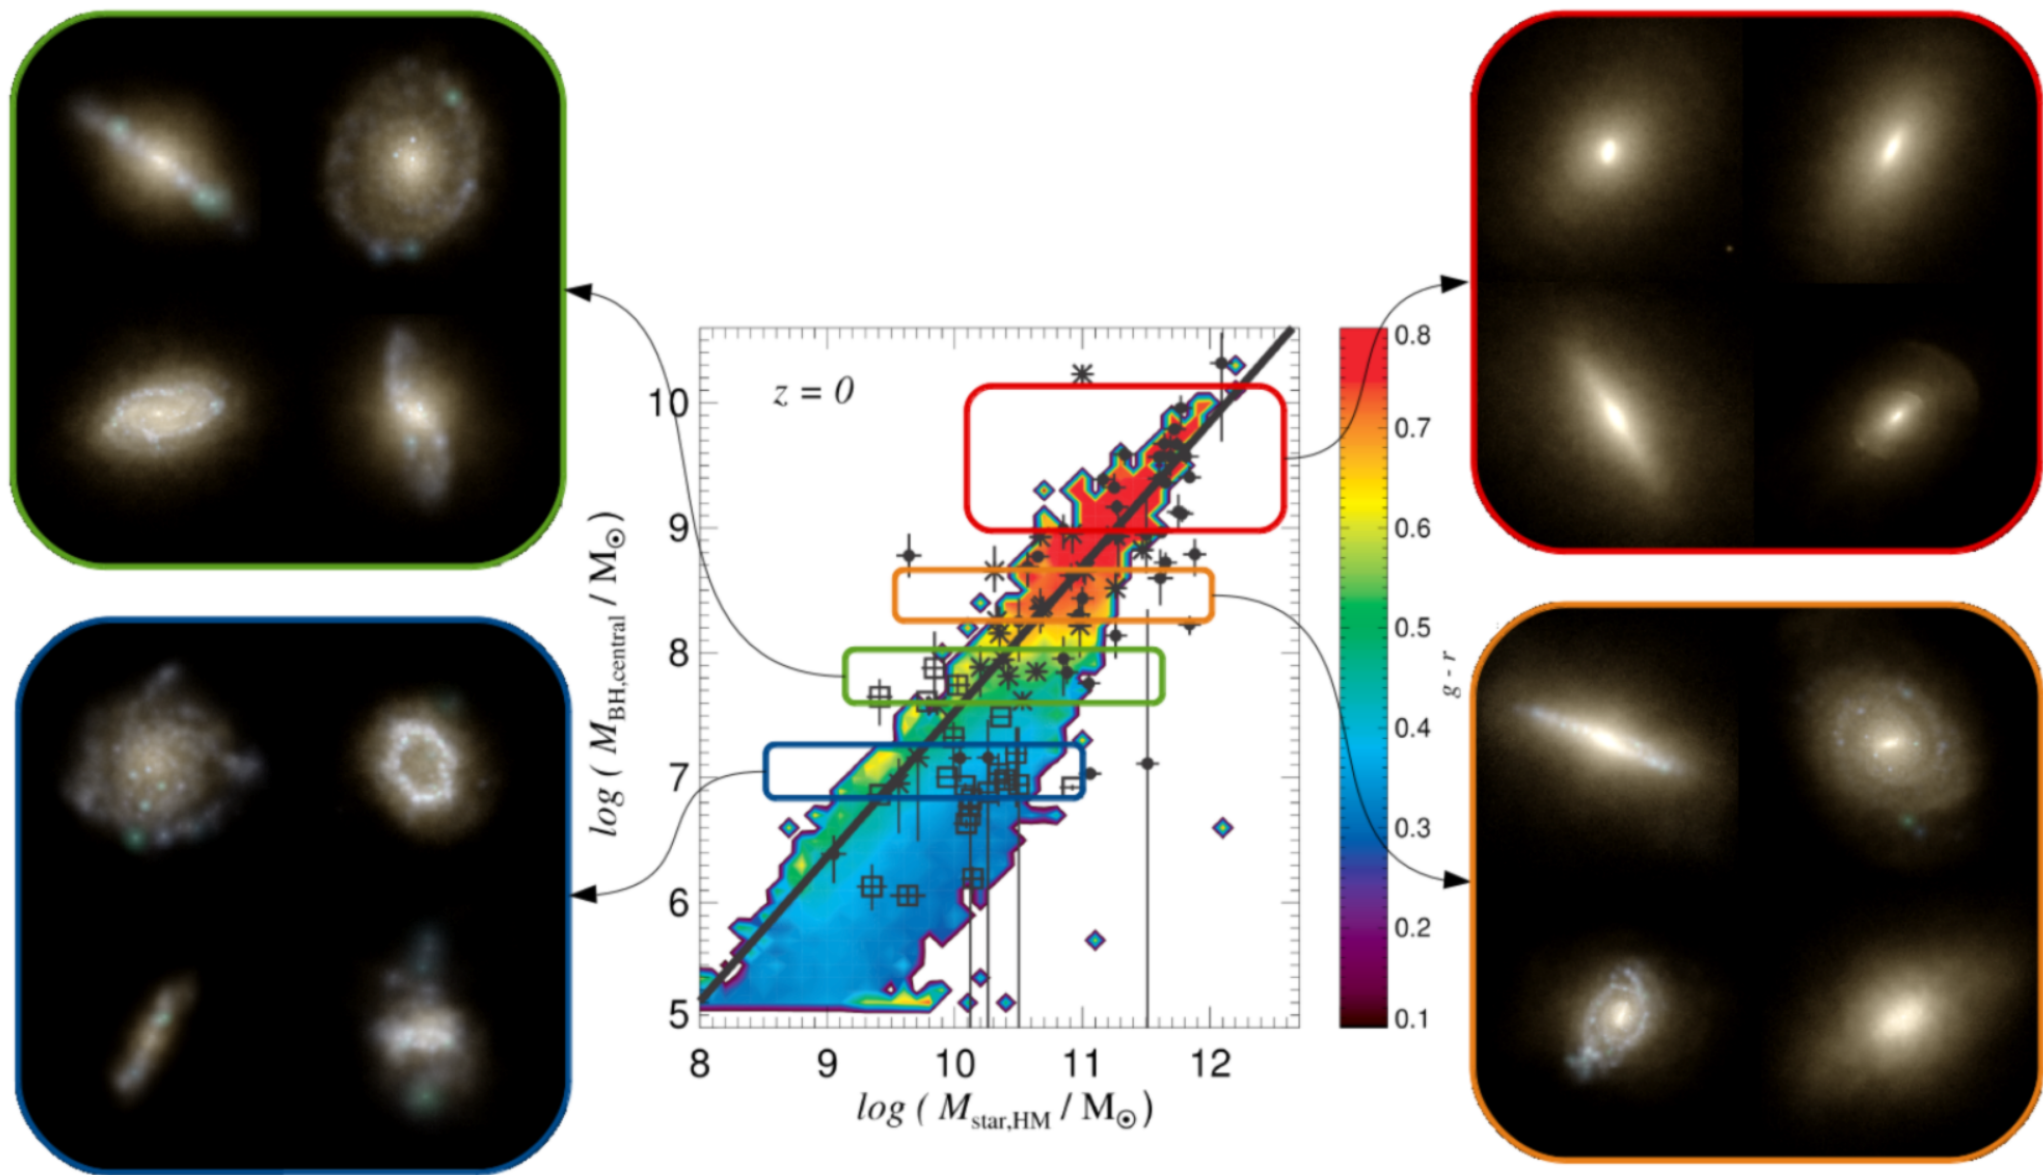 z = 0
10
9
8
7
6
5
log ( M_BH,central / M_⊙ )
8 9 10 11 12
log ( M_star,HM / M_⊙ )
0.8
0.7
0.6
0.5
0.4
0.3
0.2
0.1
g - r